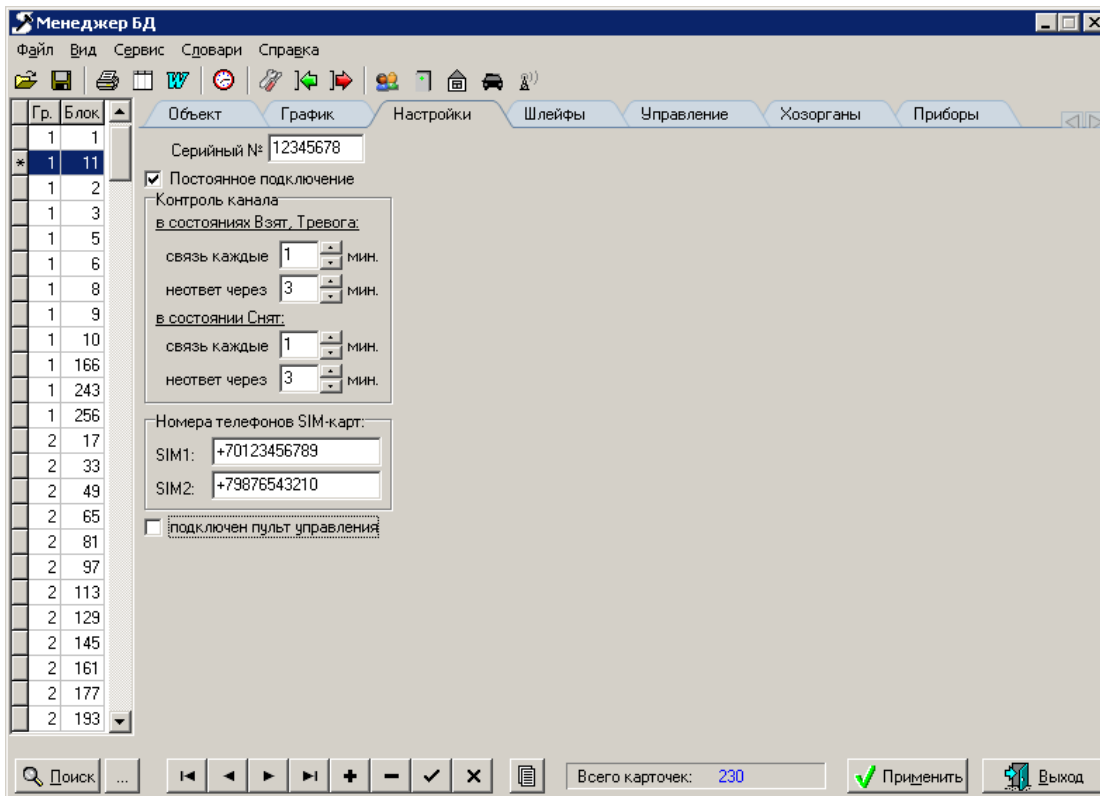 Менеджер БД
Файл Вид Сервис Словари Справка
Гр. Блок
Объект График Настройки Шлейфы Управление Хозорганы Приборы
1 1
* 1 11
1 2
1 3
1 5
1 6
1 8
1 9
1 10
1 166
1 243
1 256
2 17
2 33
2 49
2 65
2 81
2 97
2 113
2 129
2 145
2 161
2 177
2 193
Серийный № 12345678
Постоянное подключение
Контроль канала
в состояниях Взят, Тревога:
связь каждые 1 мин.
неответ через 3 мин.
в состоянии Снят:
связь каждые 1 мин.
неответ через 3 мин.
Номера телефонов SIM-карт:
SIM1: +70123456789
SIM2: +79876543210
подключен пульт управления
Поиск ... Всего карточек: 230 Применить Выход